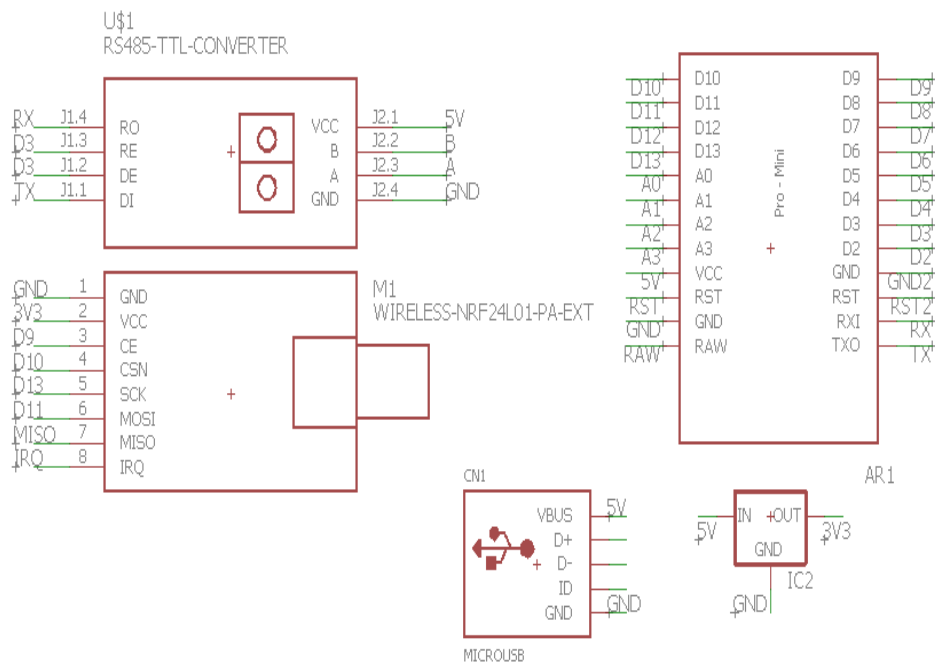 U$1
RS485-TTL-CONVERTER
RX J1.4 RO VCC J2.1 5V
D3 J1.3 RE B J2.2 B
D3 J1.2 DE A J2.3 A
TX J1.1 DI GND J2.4 GND
GND 1 GND
3V3 2 VCC
D9 3 CE
D10 4 CSN
D13 5 SCK
D11 6 MOSI
MISO 7 MISO
IRQ 8 IRQ
M1
WIRELESS-NRF24L01-PA-EXT
D10 D10 D9 D9
D11 D11 D8 D8
D12 D12 D7 D7
D13 D13 D6 D6
A0 A0 D5 D5
A1 A1 D4 D4
A2 A2 D3 D3
A3 A3 D2 D2
5V VCC GND GND2
RST RST RST RST2
GND GND RXI RX
RAW RAW TXO TX
Pro - Mini
AR1
CN1
VBUS 5V
D+
D-
ID
GND GND
MICROUSB
5V IN OUT 3V3
GND
IC2
GND